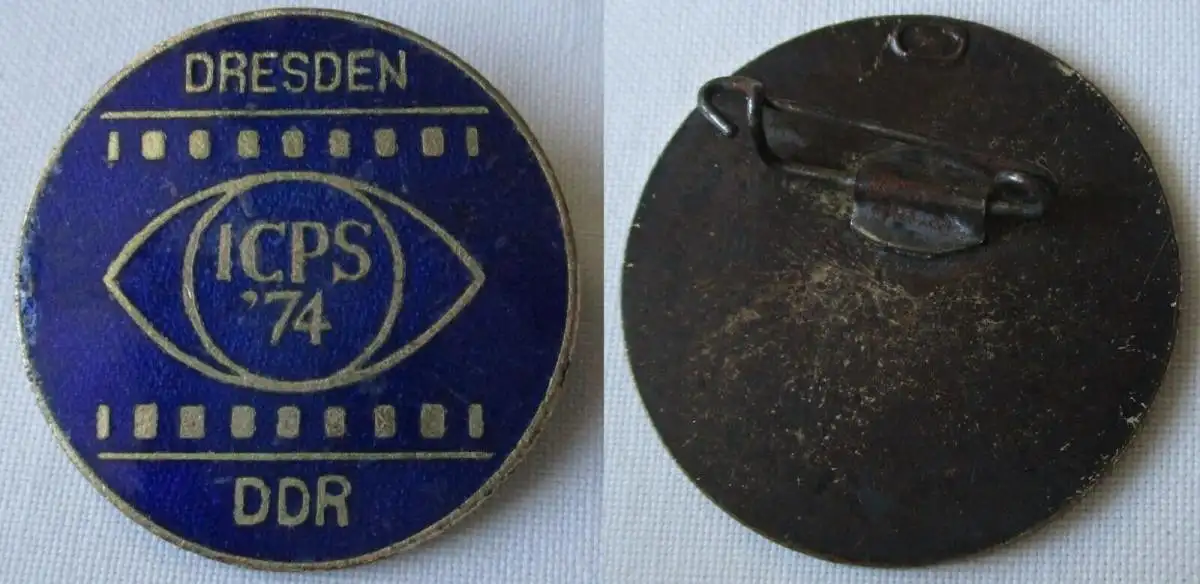 DRESDEN
ICPS
'74
DDR